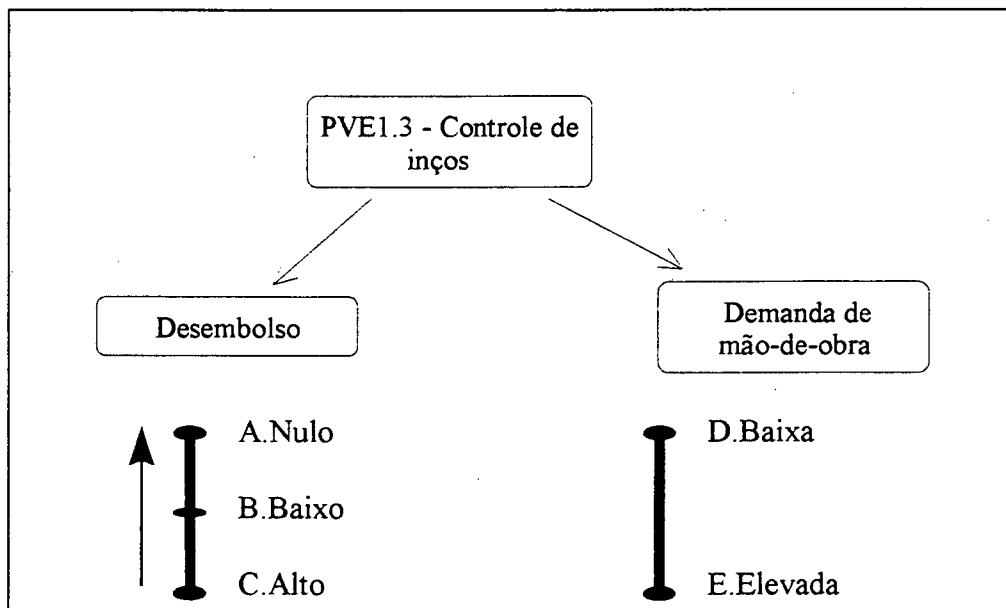 PVE1.3 - Controle de
inços
Desembolso
Demanda de
mão-de-obra
A.Nulo
D.Baixa
B.Baixo
C.Alto
E.Elevada